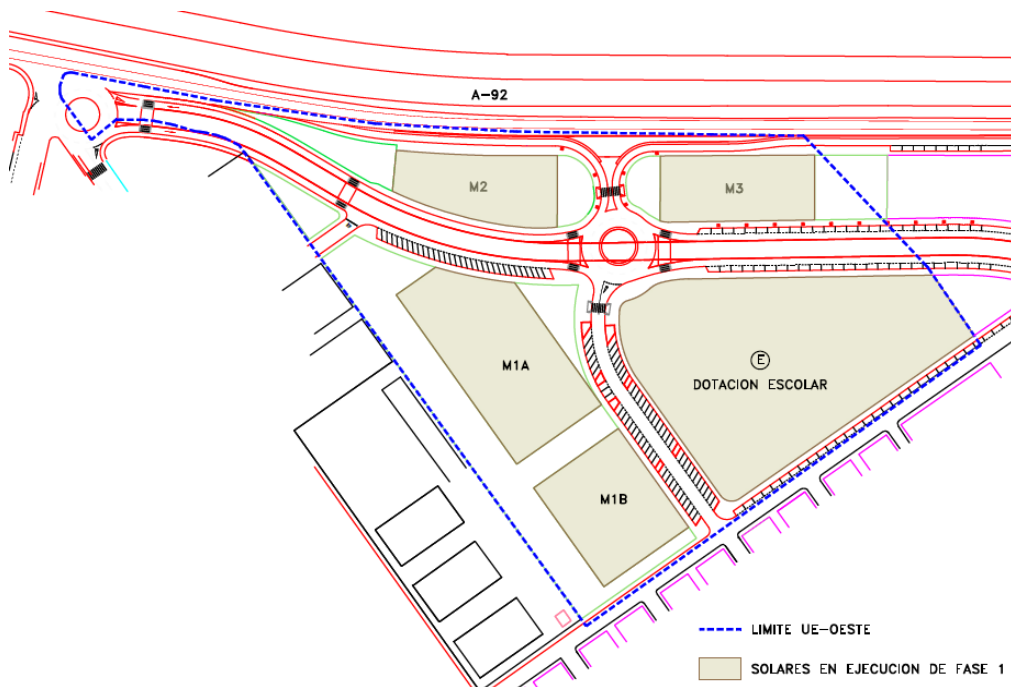 A-92
M2
M3
M1A
E
DOTACION ESCOLAR
M1B
LIMITE UE-OESTE
SOLARES EN EJECUCION DE FASE 1